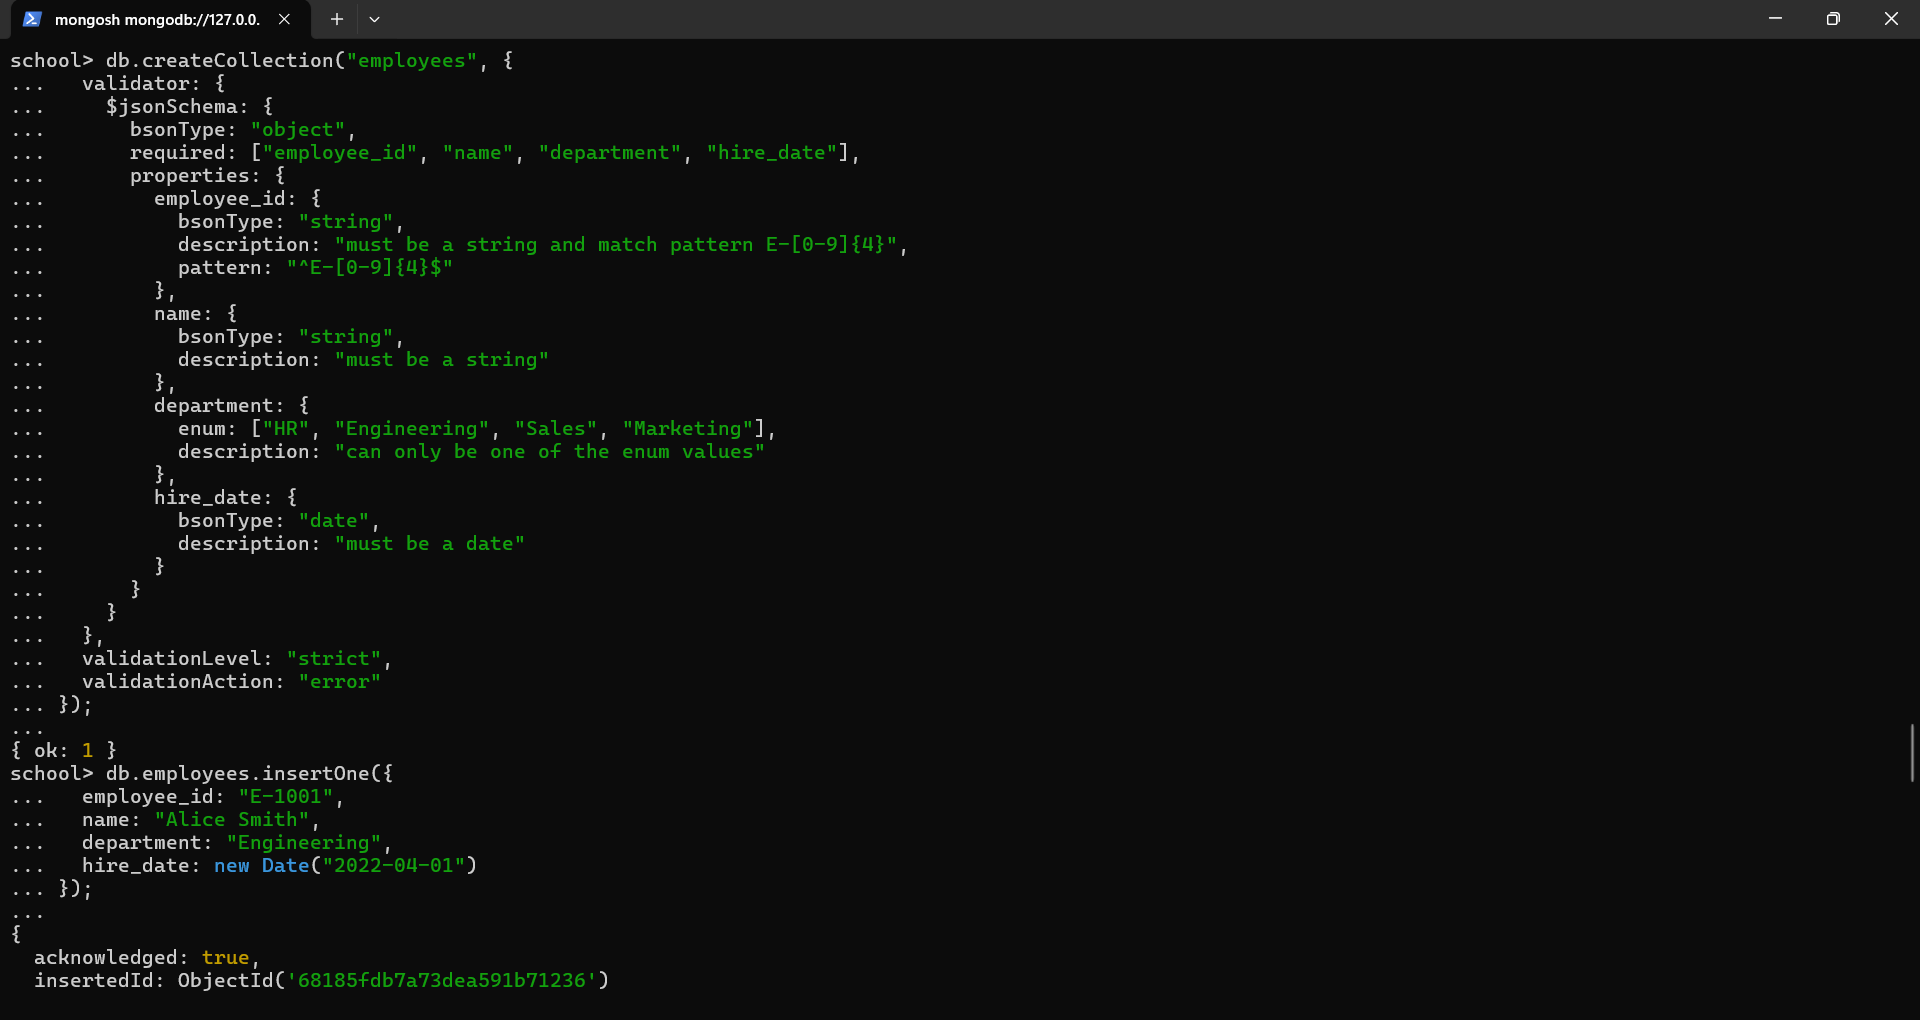 mongosh mongodb://127.0.0.
school> db.createCollection("employees", {
...   validator: {
...     $jsonSchema: {
...       bsonType: "object",
...       required: ["employee_id", "name", "department", "hire_date"],
...       properties: {
...         employee_id: {
...           bsonType: "string",
...           description: "must be a string and match pattern E-[0-9]{4}",
...           pattern: "^E-[0-9]{4}$"
...         },
...         name: {
...           bsonType: "string",
...           description: "must be a string"
...         },
...         department: {
...           enum: ["HR", "Engineering", "Sales", "Marketing"],
...           description: "can only be one of the enum values"
...         },
...         hire_date: {
...           bsonType: "date",
...           description: "must be a date"
...         }
...       }
...     }
...   },
...   validationLevel: "strict",
...   validationAction: "error"
... });
...
{ ok: 1 }
school> db.employees.insertOne({
...   employee_id: "E-1001",
...   name: "Alice Smith",
...   department: "Engineering",
...   hire_date: new Date("2022-04-01")
... });
...
{
  acknowledged: true,
  insertedId: ObjectId('68185fdb7a73dea591b71236')